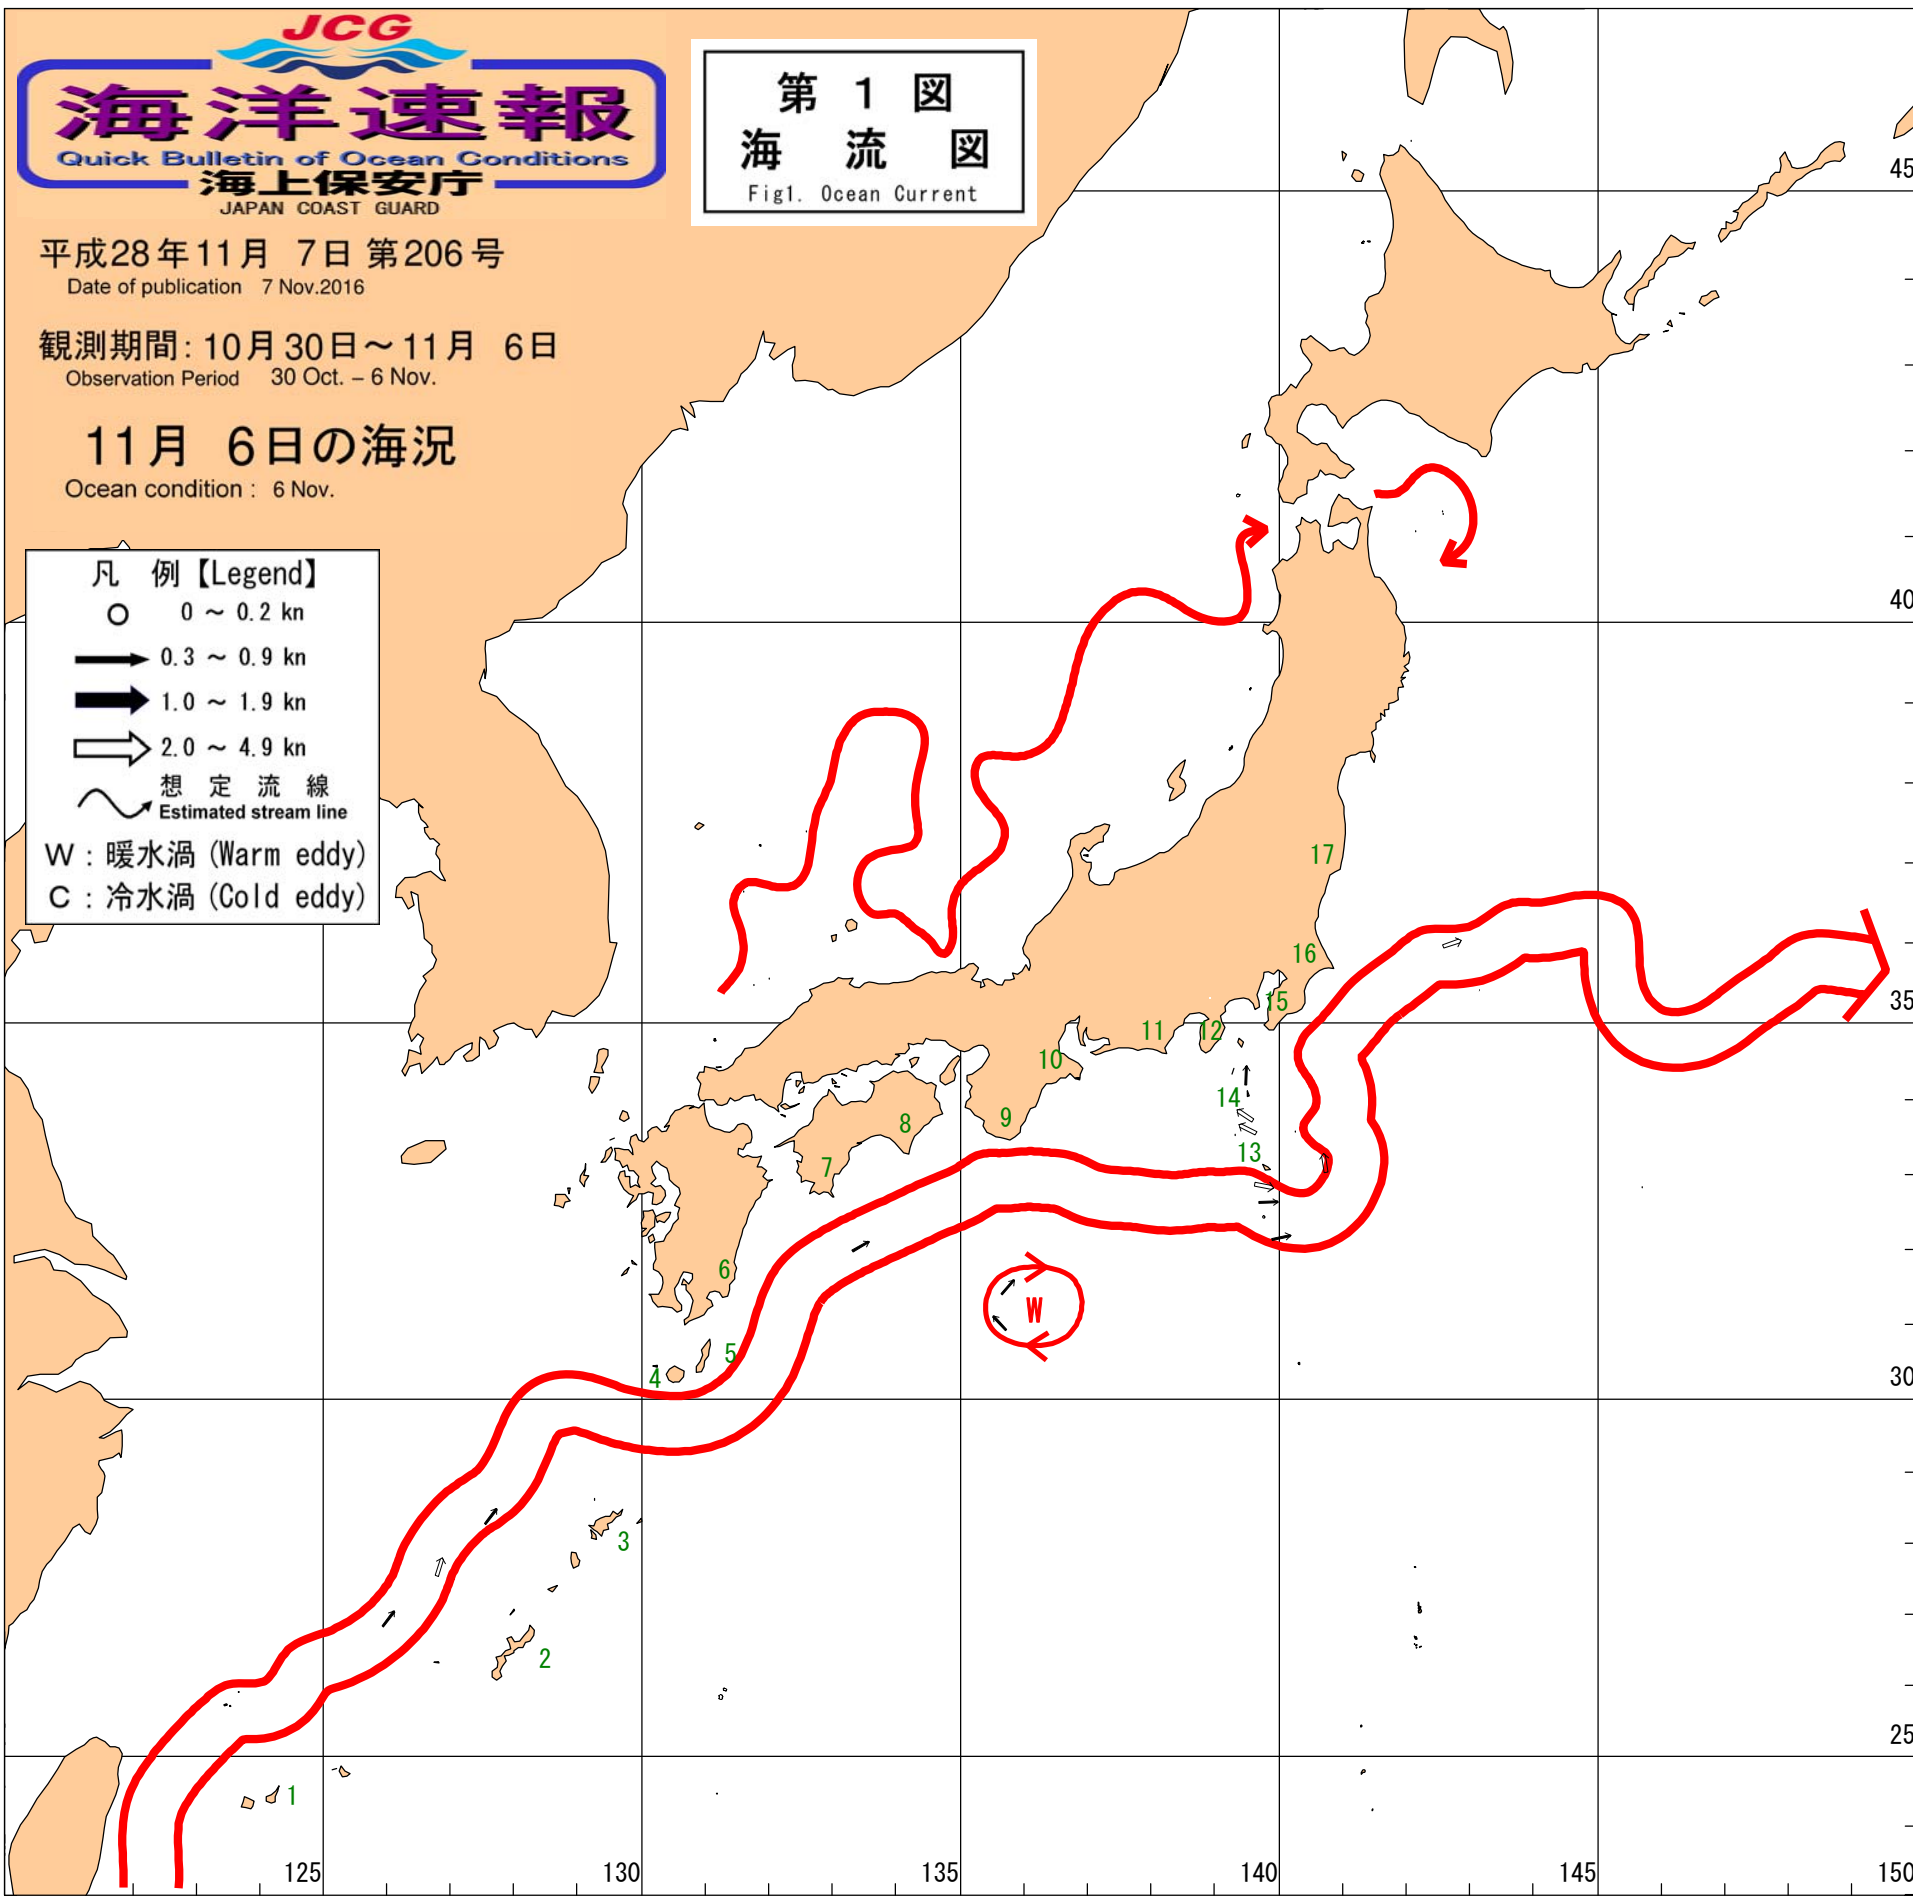 JCG
海洋速報
Quick Bulletin of Ocean Conditions
海上保安庁
JAPAN COAST GUARD
平成28年11月 7日 第206号
Date of publication 7 Nov.2016
観測期間: 10月30日～11月 6日
Observation Period 30 Oct. – 6 Nov.
11月 6日の海況
Ocean condition : 6 Nov.
第 1 図
海 流 図
Fig1. Ocean Current
凡 例【Legend】
0 ～ 0.2 kn
0.3 ～ 0.9 kn
1.0 ～ 1.9 kn
2.0 ～ 4.9 kn
想 定 流 線
Estimated stream line
W : 暖水渦 (Warm eddy)
C : 冷水渦 (Cold eddy)
45
40
17
16
35
15
12
11
10
14
9
8
13
7
6
W
5
4
30
3
2
25
1
125
130
135
140
145
150